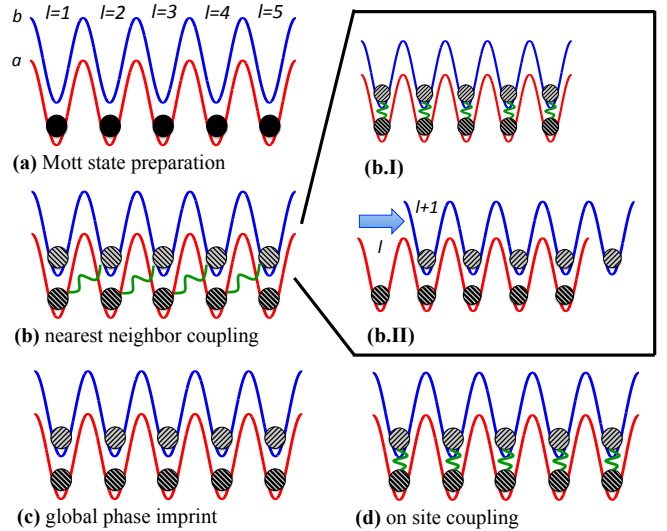 b l=1 l=2 l=3 l=4 l=5
a
(a) Mott state preparation
(b.I)
l+1
l
(b) nearest neighbor coupling
(b.II)
(c) global phase imprint
(d) on site coupling